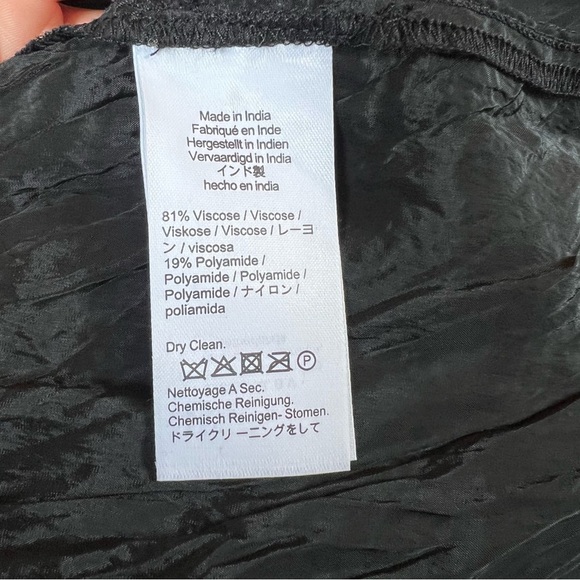 Made in India
Fabriqué en Inde
Hergestellt in Indien
Vervaardigd in India
インド製
hecho en india
81% Viscose / Viscose /
Viskose / Viscose / レーヨ
ン / viscosa
19% Polyamide /
Polyamide / Polyamide /
Polyamide / ナイロン /
poliamida
Dry Clean.
P
Nettoyage A Sec.
Chemische Reinigung.
Chemisch Reinigen- Stomen.
ドライクリーニングをして